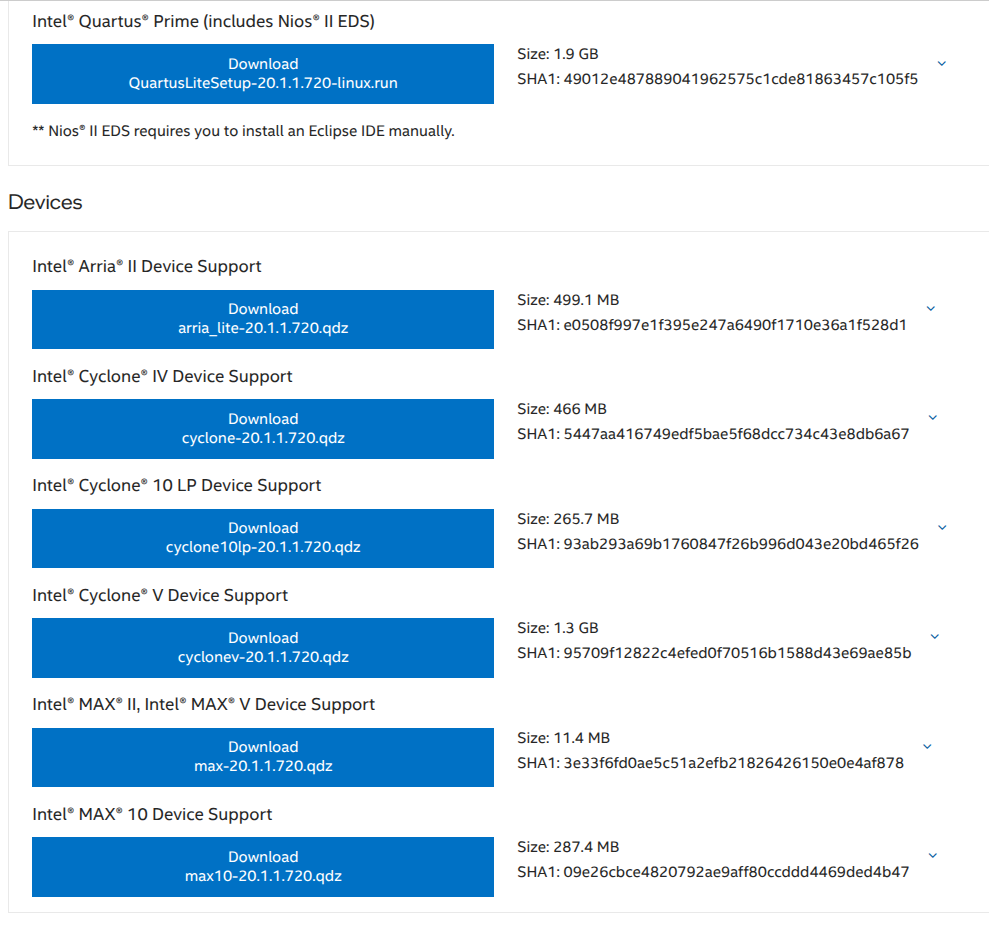 Intel® Quartus® Prime (includes Nios® II EDS)
Download
QuartusLiteSetup-20.1.1.720-linux.run
Size: 1.9 GB
SHA1: 49012e487889041962575c1cde81863457c105f5
** Nios® II EDS requires you to install an Eclipse IDE manually.
Devices
Intel® Arria® II Device Support
Download
arria_lite-20.1.1.720.qdz
Size: 499.1 MB
SHA1: e0508f997e1f395e247a6490f1710e36a1f528d1
Intel® Cyclone® IV Device Support
Download
cyclone-20.1.1.720.qdz
Size: 466 MB
SHA1: 5447aa416749edf5bae5f68dcc734c43e8db6a67
Intel® Cyclone® 10 LP Device Support
Download
cyclone10lp-20.1.1.720.qdz
Size: 265.7 MB
SHA1: 93ab293a69b1760847f26b996d043e20bd465f26
Intel® Cyclone® V Device Support
Download
cyclonev-20.1.1.720.qdz
Size: 1.3 GB
SHA1: 95709f12822c4efed0f70516b1588d43e69ae85b
Intel® MAX® II, Intel® MAX® V Device Support
Download
max-20.1.1.720.qdz
Size: 11.4 MB
SHA1: 3e33f6fd0ae5c51a2efb21826426150e0e4af878
Intel® MAX® 10 Device Support
Download
max10-20.1.1.720.qdz
Size: 287.4 MB
SHA1: 09e26cbce4820792ae9aff80ccddd4469ded4b47